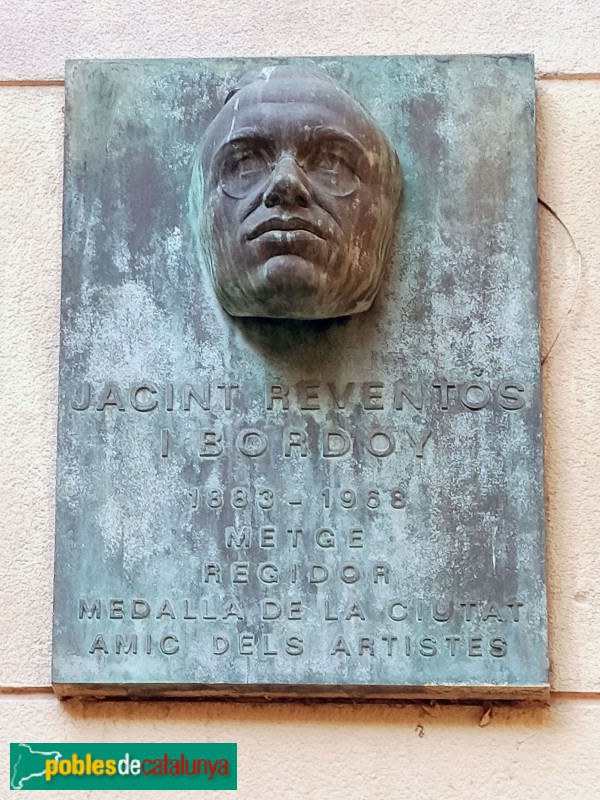 JACINT REVENTÓS
I BORDOY
1883 - 1968
METGE
REGIDOR
MEDALLA DE LA CIUTAT
AMIC DELS ARTISTES
poblesdecatalunya